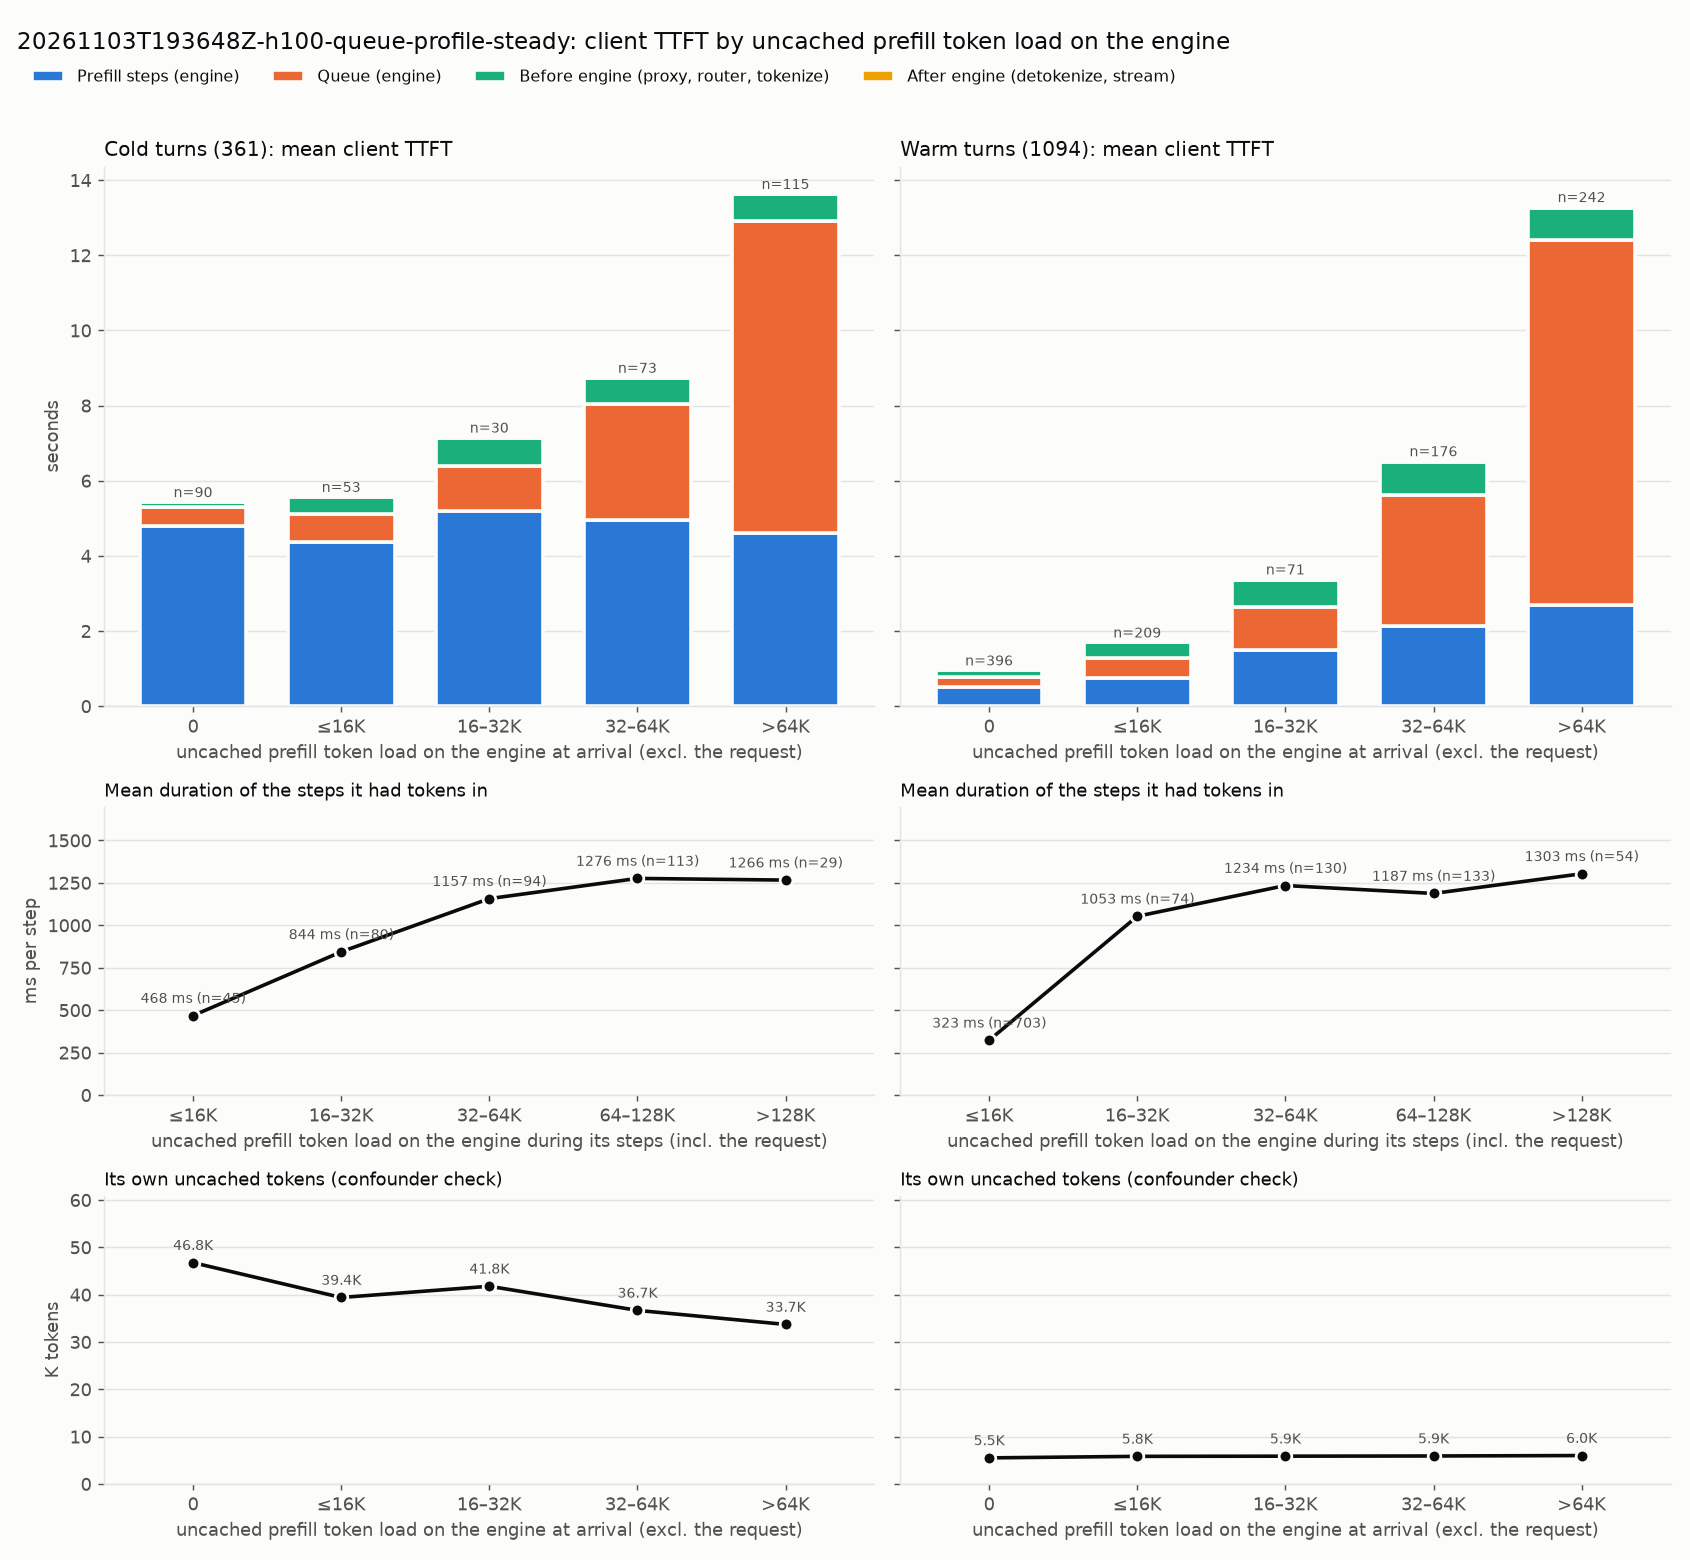 20261103T193648Z-h100-queue-profile-steady: client TTFT by uncached prefill token load on the engine
Prefill steps (engine) Queue (engine) Before engine (proxy, router, tokenize) After engine (detokenize, stream)
Cold turns (361): mean client TTFT
seconds
14
12
10
8
6
4
2
0
n=90
n=53
n=30
n=73
n=115
0 ≤16K 16–32K 32–64K >64K
uncached prefill token load on the engine at arrival (excl. the request)
Warm turns (1094): mean client TTFT
n=396
n=209
n=71
n=176
n=242
0 ≤16K 16–32K 32–64K >64K
uncached prefill token load on the engine at arrival (excl. the request)
Mean duration of the steps it had tokens in
ms per step
1500
1250
1000
750
500
250
0
468 ms (n=45)
844 ms (n=80)
1157 ms (n=94)
1276 ms (n=113)
1266 ms (n=29)
≤16K 16–32K 32–64K 64–128K >128K
uncached prefill token load on the engine during its steps (incl. the request)
Mean duration of the steps it had tokens in
323 ms (n=703)
1053 ms (n=74)
1234 ms (n=130)
1187 ms (n=133)
1303 ms (n=54)
≤16K 16–32K 32–64K 64–128K >128K
uncached prefill token load on the engine during its steps (incl. the request)
Its own uncached tokens (confounder check)
K tokens
60
50
40
30
20
10
0
46.8K
39.4K
41.8K
36.7K
33.7K
0 ≤16K 16–32K 32–64K >64K
uncached prefill token load on the engine at arrival (excl. the request)
Its own uncached tokens (confounder check)
5.5K
5.8K
5.9K
5.9K
6.0K
0 ≤16K 16–32K 32–64K >64K
uncached prefill token load on the engine at arrival (excl. the request)